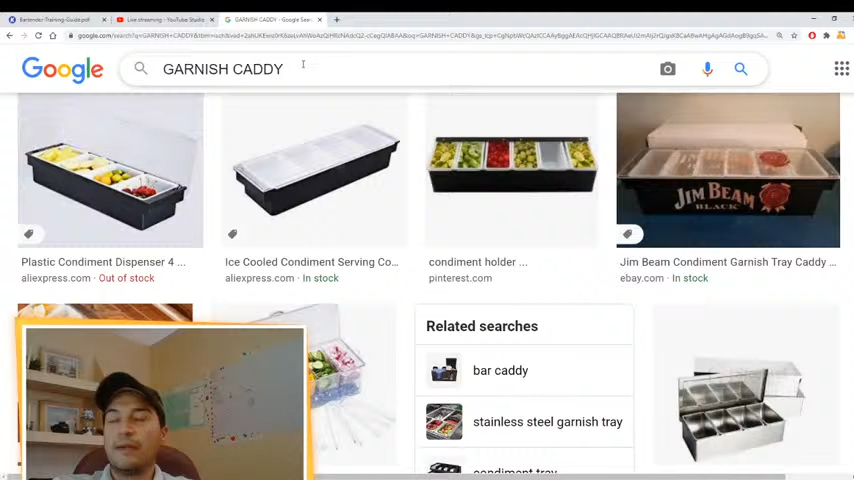 Bartender-Training-Guide.pdf
Live streaming - YouTube Studio
GARNISH CADDY - Google Sear
Google
GARNISH CADDY
JIM BEAM
BLACK
Plastic Condiment Dispenser 4 ...
aliexpress.com · Out of stock
Ice Cooled Condiment Serving Co...
aliexpress.com · In stock
condiment holder ...
pinterest.com
Jim Beam Condiment Garnish Tray Caddy ...
ebay.com · In stock
Related searches
bar caddy
stainless steel garnish tray
condiment tray